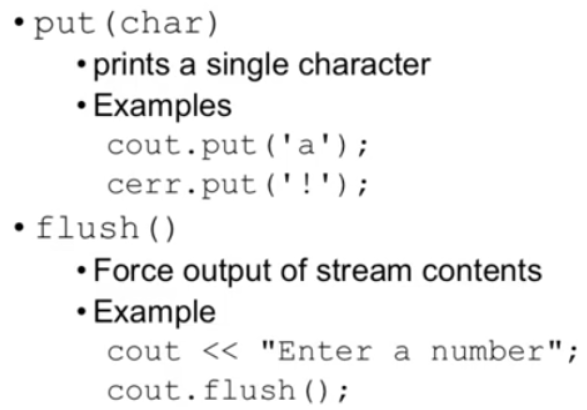 • put(char)
• prints a single character
• Examples
cout.put('a');
cerr.put('!');
• flush()
• Force output of stream contents
• Example
cout << "Enter a number";
cout.flush();